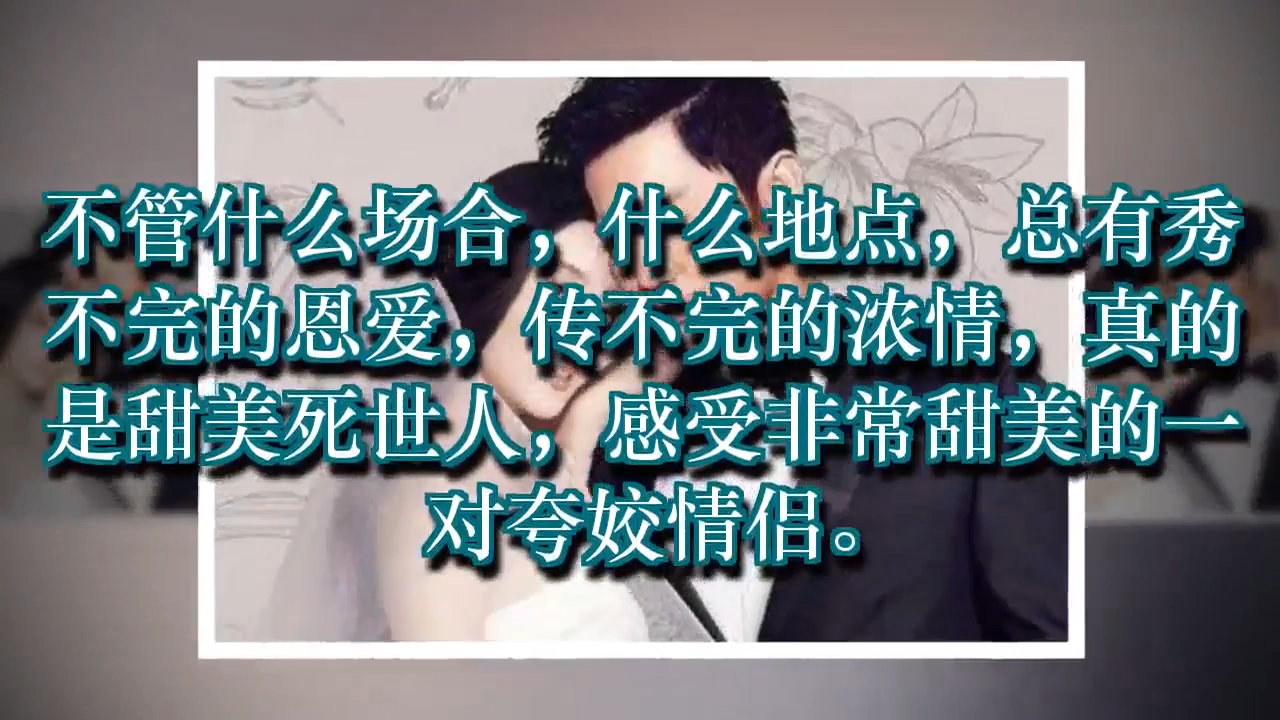 不管什么场合，什么地点，总有秀
不完的恩爱，传不完的浓情，真的
是甜美死世人，感受非常甜美的一
对夸姣情侣。